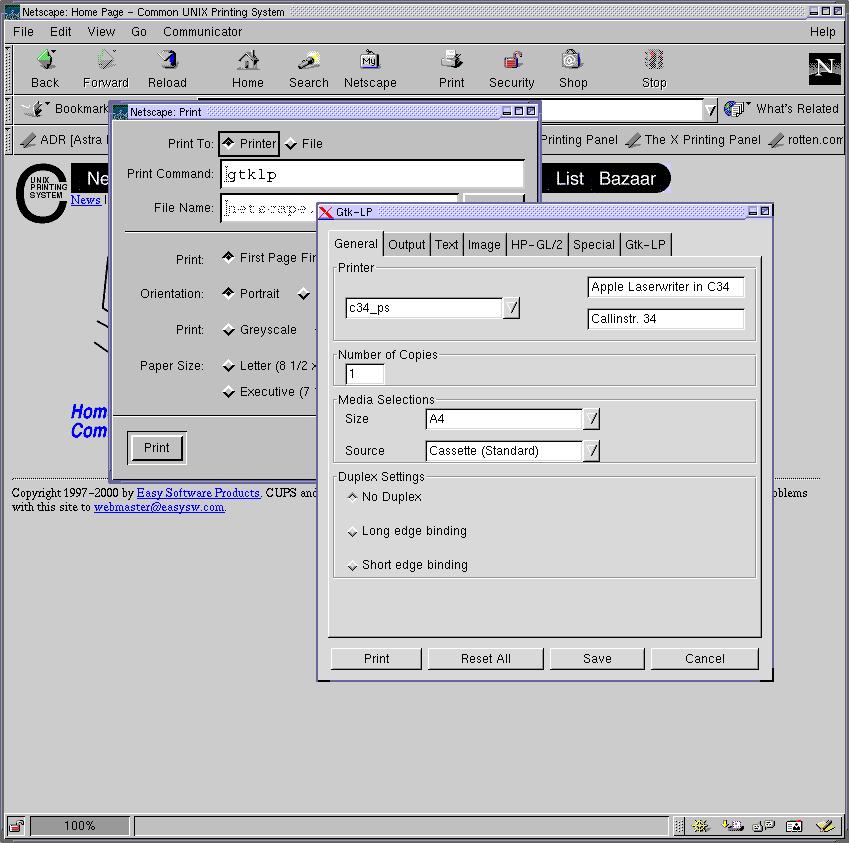 Netscape: Home Page - Common UNIX Printing System
File Edit View Go Communicator Help
Back Forward Reload Home Search Netscape Print Security Shop Stop
My
N
Bookmark
What's Related
ADR [Astra
Printing Panel The X Printing Panel rotten.com
UNIX
PRINTING
SYSTEM
Ne
List Bazaar
News
Netscape: Print
Print To: Printer File
Print Command: gtklp
File Name: netscape.
Print: First Page Fir
Orientation: Portrait
Print: Greyscale
Paper Size: Letter (8 1/2 x
Executive (7 1
Print
Gtk-LP
General Output Text Image HP-GL/2 Special Gtk-LP
Printer
c34_ps
Apple Laserwriter in C34
Callinstr. 34
Number of Copies
1
Media Selections
Size A4
Source Cassette (Standard)
Duplex Settings
No Duplex
Long edge binding
Short edge binding
Print Reset All Save Cancel
Hom
Com
Copyright 1997-2000 by Easy Software Products, CUPS and
oblems
with this site to webmaster@easysw.com.
100%